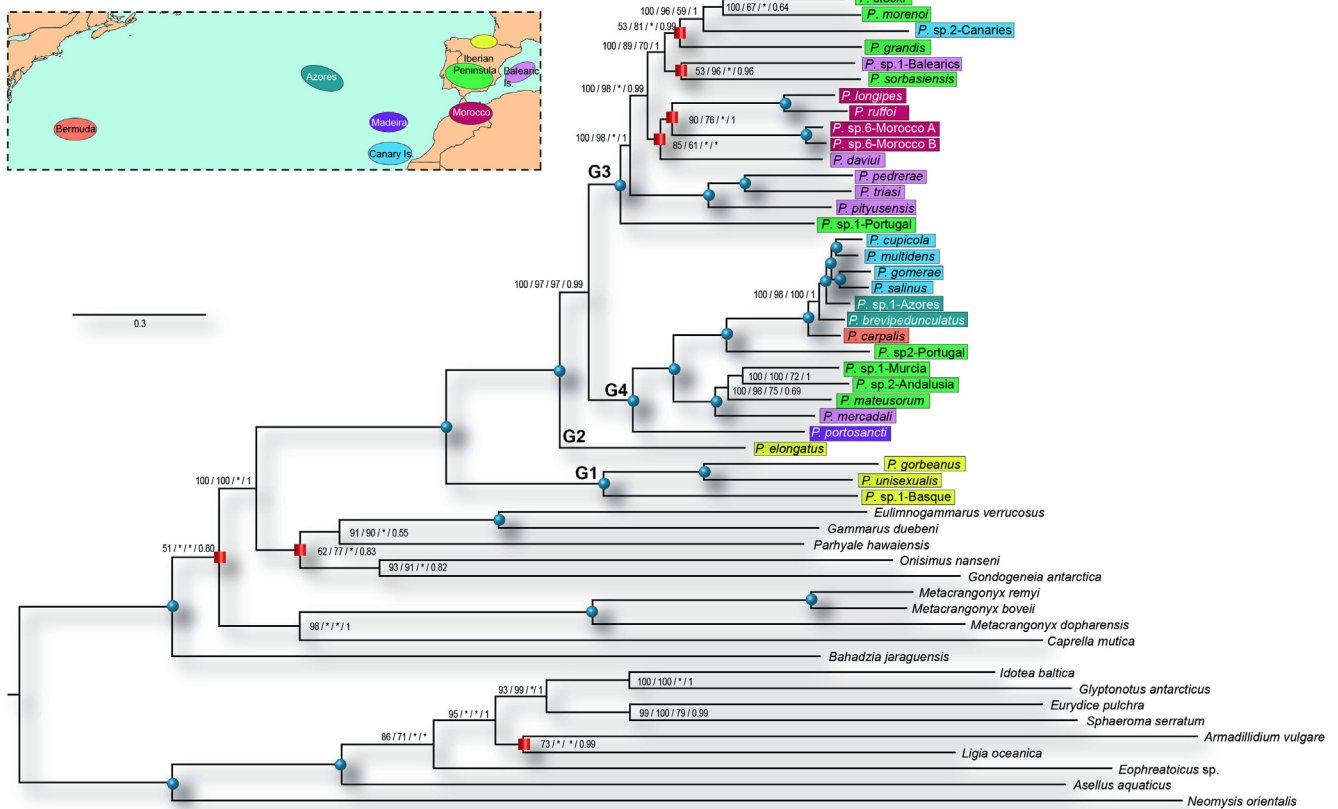 P. stocki
100 / 67 / * / 0.64
P. morenoi
100 / 96 / 59 / 1
P. sp.2-Canaries
53 / 81 / * / 0.99
P. grandis
100 / 89 / 70 / 1
P. sp.1-Balearics
53 / 96 / * / 0.96
P. sorbasiensis
100 / 98 / * / 0.99
P. longipes
P. ruffoi
90 / 76 / * / 1
P. sp.6-Morocco A
100 / 98 / * / 1
85 / 61 / * / *
P. sp.6-Morocco B
P. daviui
G3
P. pedrerae
P. triasi
P. pityusensis
P. sp.1-Portugal
P. cupicola
P. multidens
P. gomerae
100 / 97 / 97 / 0.99
P. salinus
100 / 98 / 100 / 1
P. sp.1-Azores
P. brevipedunculatus
P. carpalis
P. sp2-Portugal
P. sp.1-Murcia
100 / 100 / 72 / 1
P. sp.2-Andalusia
100 / 98 / 75 / 0.69
G4
P. mateusorum
P. mercadali
P. portosancti
G2
P. elongatus
P. gorbeanus
G1
P. unisexualis
P. sp.1-Basque
100 / 100 / * / 1
Eulimnogammarus verrucosus
91 / 90 / * / 0.55
Gammarus duebeni
Parhyale hawaiensis
51 / * / * / 0.80
62 / 77 / * / 0.83
Onisimus nanseni
93 / 91 / * / 0.82
Gondogeneia antarctica
Metacrangonyx remyi
Metacrangonyx boveii
98 / * / * / 1
Metacrangonyx dopharensis
Caprella mutica
Bahadzia jaraguensis
Idotea baltica
100 / 100 / * / 1
93 / 99 / * / 1
Glyptonotus antarcticus
Eurydice pulchra
99 / 100 / 79 / 0.99
95 / * / * / 1
Sphaeroma serratum
Armadillidium vulgare
86 / 71 / * / *
73 / * / * / 0.99
Ligia oceanica
Eophreatoicus sp.
Asellus aquaticus
Neomysis orientalis
0.3
Iberian
Peninsula
Balearic
Is.
Azores
Morocco
Madeira
Bermuda
Canary Is.